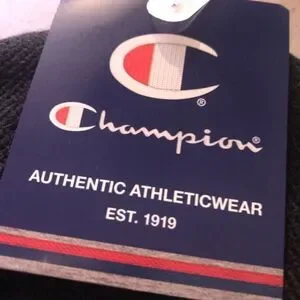 C®
Champion®
AUTHENTIC ATHLETICWEAR
EST. 1919